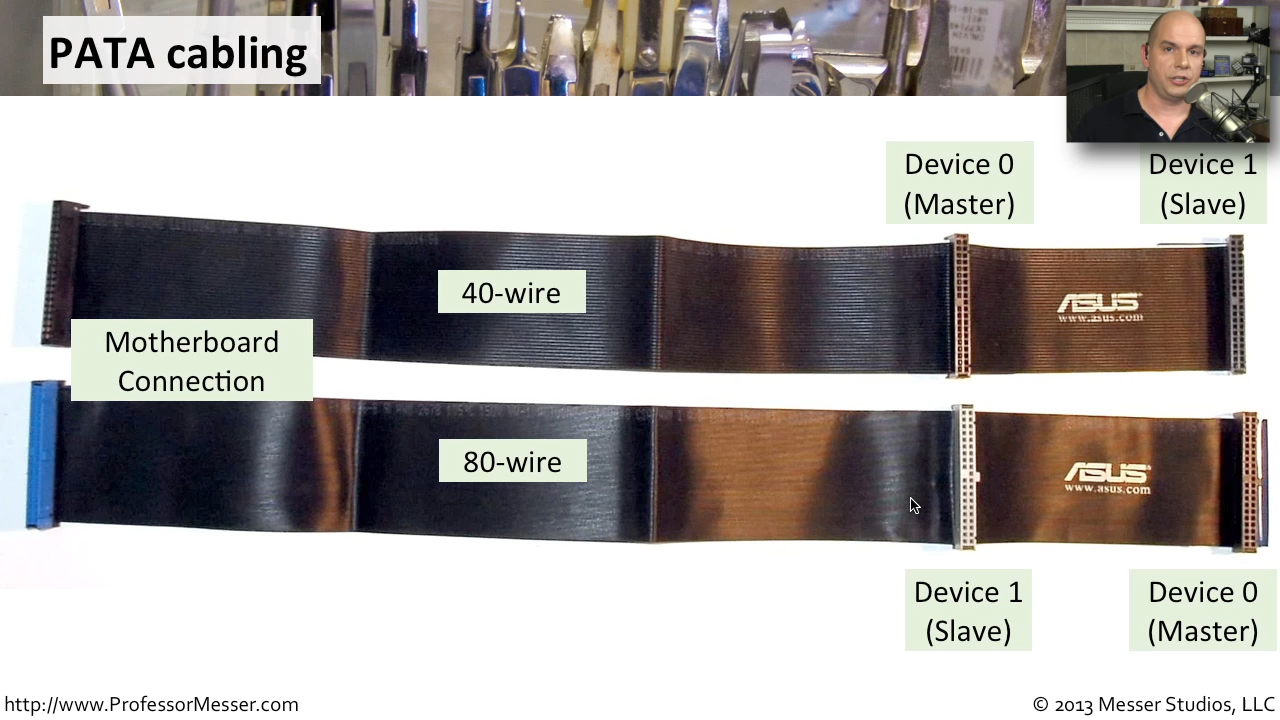 PATA cabling
Device 0
(Master)
Device 1
(Slave)
40-wire
ASUS
www.asus.com
Motherboard
Connection
80-wire
ASUS
www.asus.com
Device 1
(Slave)
Device 0
(Master)
http://www.ProfessorMesser.com
© 2013 Messer Studios, LLC